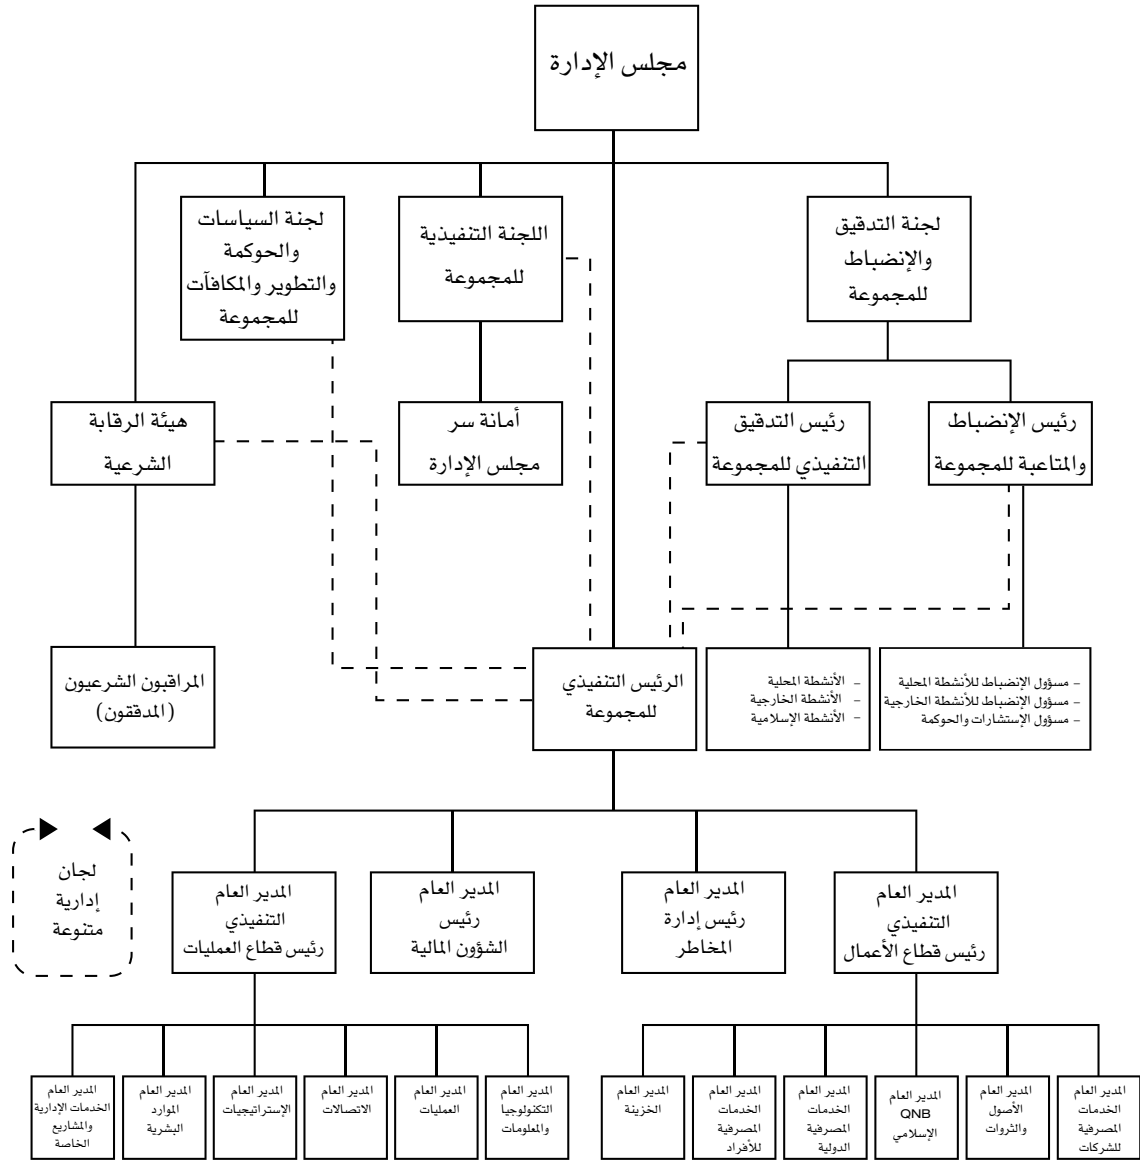 مجلس الإدارة
لجنة التدقيق
والإنضباط
للمجموعة
اللجنة التنفيذية
للمجموعة
لجنة السياسات
والحوكمة
والتطوير والمكافآت
للمجموعة
رئيس الإنضباط
والمتاعبة للمجموعة
رئيس التدقيق
التنفيذي للمجموعة
أمانة سر
مجلس الإدارة
هيئة الرقابة
الشرعية
- مسؤول الإنضباط للأنشطة المحلية
- مسؤول الإنضباط للأنشطة الخارجية
- مسؤول الإستشارات والحوكمة
- الأنشطة المحلية
- الأنشطة الخارجية
- الأنشطة الإسلامية
الرئيس التنفيذي
للمجموعة
المراقبون الشرعيون
(المدققون)
المدير العام
التنفيذي
رئيس قطاع الأعمال
المدير العام
رئيس إدارة
المخاطر
المدير العام
رئيس
الشؤون المالية
المدير العام
التنفيذي
رئيس قطاع العمليات
لجان
إدارية
متنوعة
المدير العام
الخدمات
المصرفية
للشركات
المدير العام
الأصول
والثروات
المدير العام
QNB
الإسلامي
المدير العام
الخدمات
المصرفية
الدولية
المدير العام
الخدمات
المصرفية
للأفراد
المدير العام
الخزينة
المدير العام
التكنولوجيا
والمعلومات
المدير العام
العمليات
المدير العام
الاتصالات
المدير العام
الإستراتيجيات
المدير العام
الموارد
البشرية
المدير العام
الخدمات الإدارية
والمشاريع
الخاصة